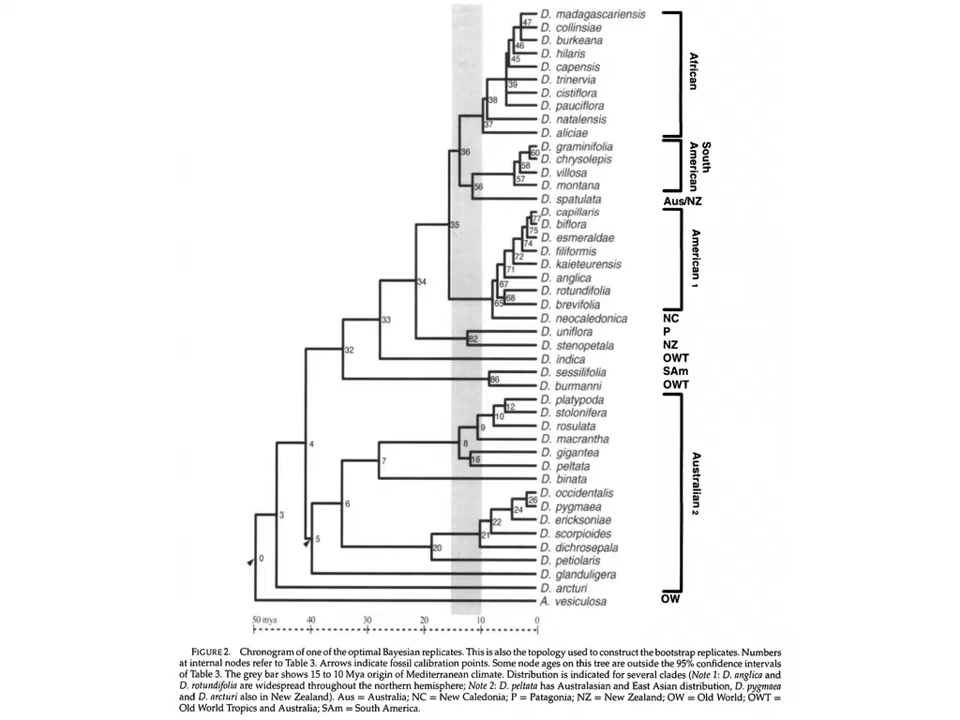 D. madagascariensis
47
D. collinsiae
D. burkeana
46
D. hilaris
45
D. capensis
D. trinervia
39
D. cistiflora
38
D. pauciflora
D. natalensis
37
D. aliciae
African
D. graminifolia
60
D. chrysolepis
36
58
D. villosa
57
D. montana
56
D. spatulata
South
American
Aus/NZ
D. capillaris
77
D. biflora
35
75
D. esmeraldae
74
D. filiformis
72
D. kaieteurensis
71
D. anglica
34
67
D. rotundifolia
68
65
D. brevifolia
American 1
D. neocaledonica
NC
33
D. uniflora
P
82
D. stenopetala
NZ
32
D. indica
OWT
D. sessilifolia
SAm
86
D. burmanni
OWT
D. platypoda
12
D. stolonifera
10
D. rosulata
9
D. macrantha
4
8
D. gigantea
7
16
D. peltata
D. binata
D. occidentalis
26
6
D. pygmaea
24
3
D. ericksoniae
22
D. scorpioides
21
5
D. dichrosepala
20
0
D. petiolaris
D. glanduligera
D. arcturi
Australian 2
A. vesiculosa
OW
50 mya 40 30 20 10 0
FIGURE 2. Chronogram of one of the optimal Bayesian replicates. This is also the topology used to construct the bootstrap replicates. Numbers
at internal nodes refer to Table 3. Arrows indicate fossil calibration points. Some node ages on this tree are outside the 95% confidence intervals
of Table 3. The grey bar shows 15 to 10 Mya origin of Mediterranean climate. Distribution is indicated for several clades (Note 1: D. anglica and
D. rotundifolia are widespread throughout the northern hemisphere; Note 2: D. peltata has Australasian and East Asian distribution, D. pygmaea
and D. arcturi also in New Zealand). Aus = Australia; NC = New Caledonia; P = Patagonia; NZ = New Zealand; OW = Old World; OWT =
Old World Tropics and Australia; SAm = South America.